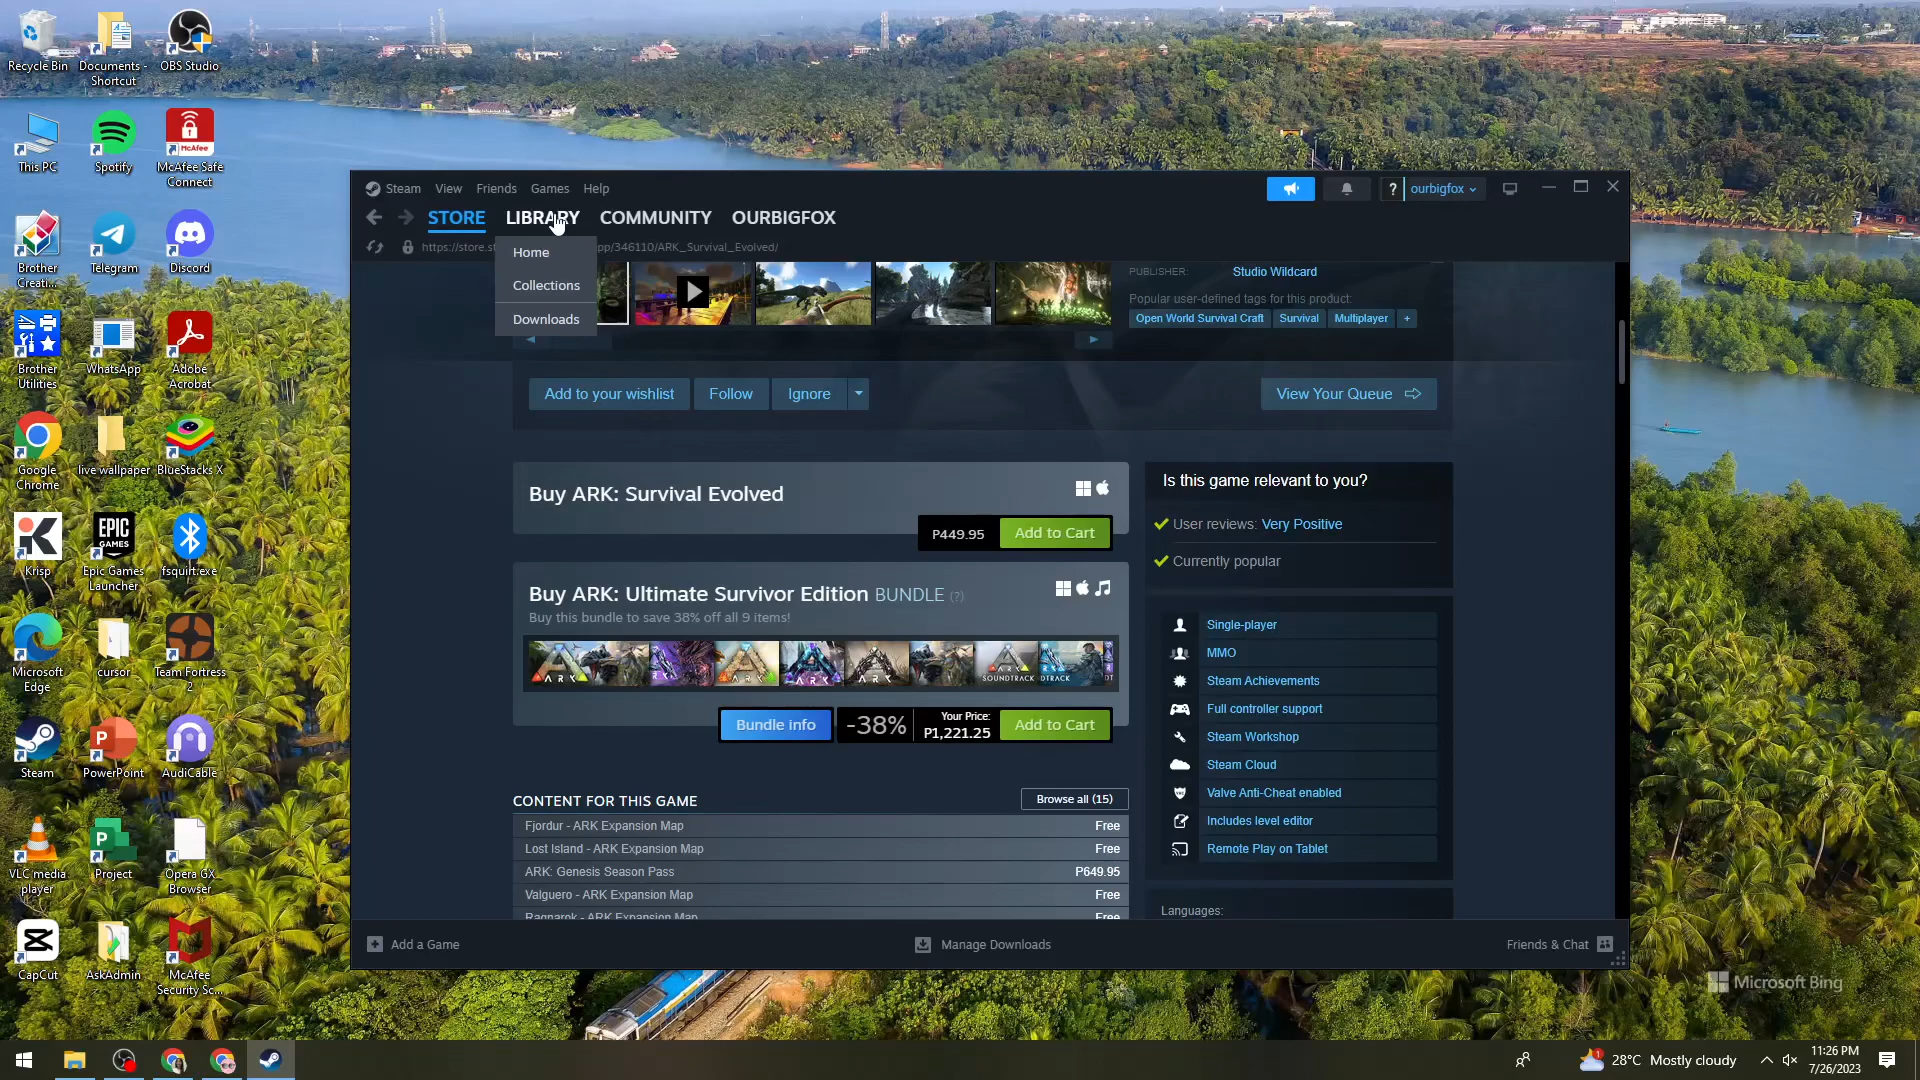 Recycle Bin
Documents - Shortcut
OBS Studio
This PC
Spotify
McAfee Safe Connect
Brother Creati...
Telegram
Discord
Brother Utilities
WhatsApp
Adobe Acrobat
Google Chrome
live wallpaper
BlueStacks X
Krisp
EPIC GAMES
Epic Games Launcher
fsquirt.exe
Microsoft Edge
cursor
Team Fortress 2
Steam
PowerPoint
AudiCable
VLC media player
Project
Opera GX Browser
CapCut
AskAdmin
McAfee Security Sc...
Steam View Friends Games Help
? ourbigfox
STORE LIBRARY COMMUNITY OURBIGFOX
https://store.st
pp/346110/ARK_Survival_Evolved/
Home
Collections
Downloads
PUBLISHER: Studio Wildcard
Popular user-defined tags for this product:
Open World Survival Craft Survival Multiplayer +
Add to your wishlist Follow Ignore View Your Queue
Buy ARK: Survival Evolved
P449.95 Add to Cart
Buy ARK: Ultimate Survivor Edition BUNDLE (?)
Buy this bundle to save 38% off all 9 items!
Bundle info -38% Your Price: P1,221.25 Add to Cart
CONTENT FOR THIS GAME Browse all (15)
Fjordur - ARK Expansion Map Free
Lost Island - ARK Expansion Map Free
ARK: Genesis Season Pass P649.95
Valguero - ARK Expansion Map Free
Ragnarok - ARK Expansion Map Free
Is this game relevant to you?
User reviews: Very Positive
Currently popular
Single-player
MMO
Steam Achievements
Full controller support
Steam Workshop
Steam Cloud
Valve Anti-Cheat enabled
Includes level editor
Remote Play on Tablet
Languages:
Add a Game Manage Downloads Friends & Chat
Microsoft Bing
1 28°C Mostly cloudy
11:26 PM
7/26/2023